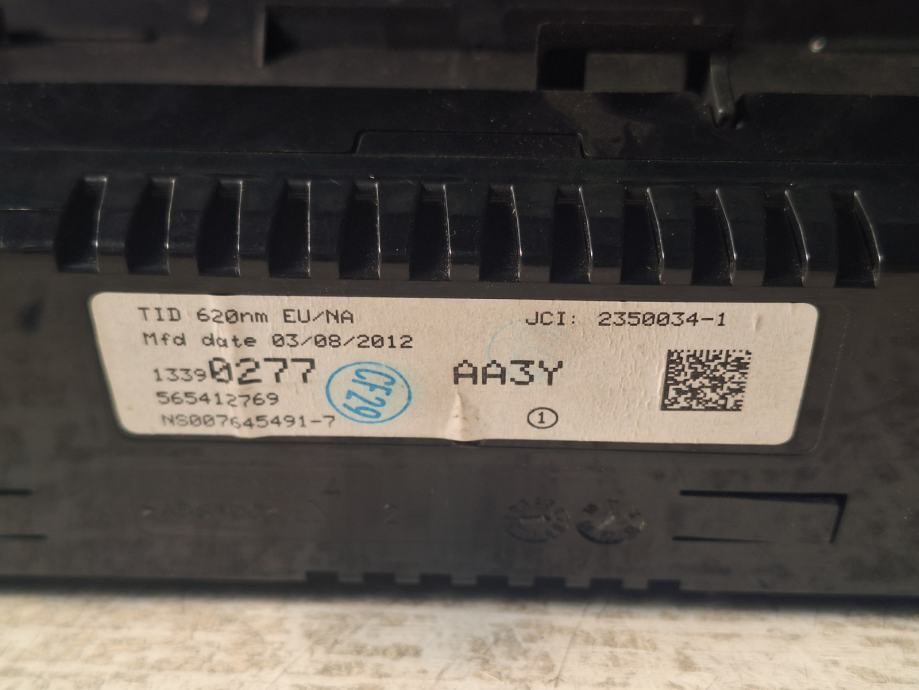 TID 620nm EU/NA
JCI: 2350034-1
Mfd date 03/08/2012
13390277
AA3Y
565412769
CF29
NS007645491-7
1
2